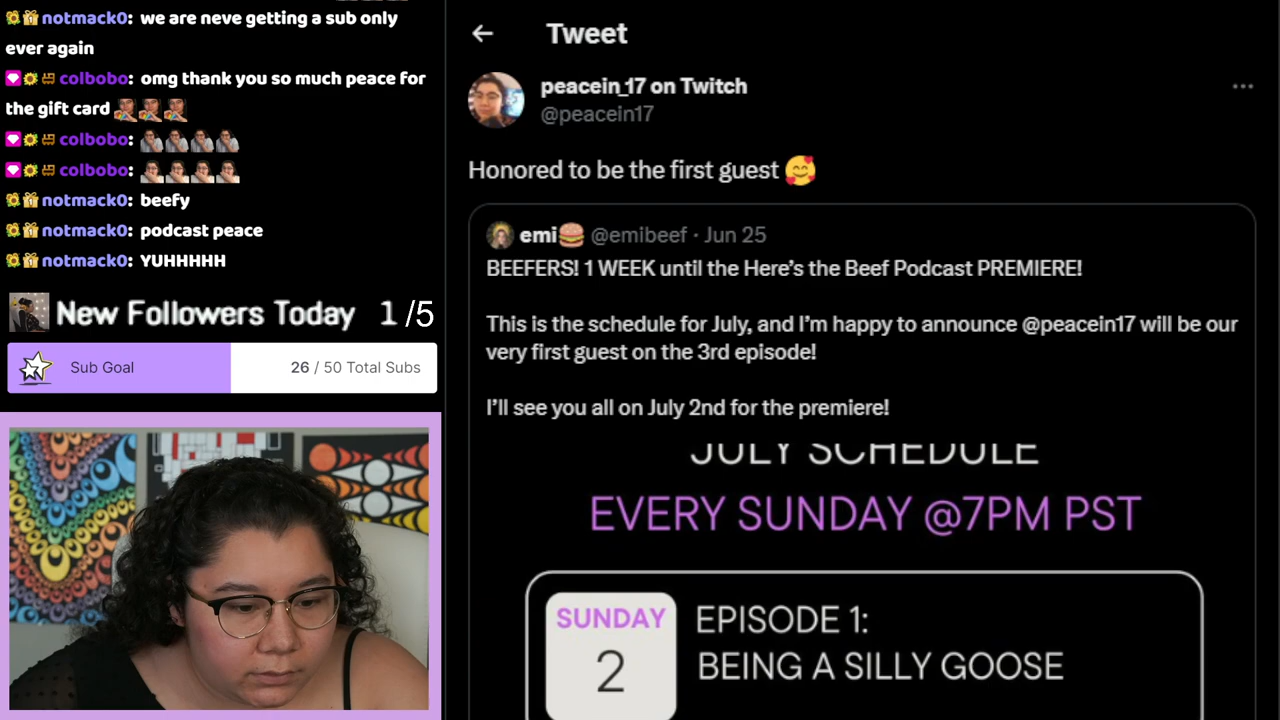 notmack0: we are neve getting a sub only
ever again
colbobo: omg thank you so much peace for
the gift card
colbobo:
colbobo:
notmack0: beefy
notmack0: podcast peace
notmack0: YUHHHHH
New Followers Today 1 /5
Sub Goal 26 / 50 Total Subs
Tweet
peacein_17 on Twitch
@peacein17
Honored to be the first guest 🥰
emi🍔 @emibeef · Jun 25
BEEFERS! 1 WEEK until the Here's the Beef Podcast PREMIERE!
This is the schedule for July, and I'm happy to announce @peacein17 will be our
very first guest on the 3rd episode!
I'll see you all on July 2nd for the premiere!
JULY SCHEDULE
EVERY SUNDAY @7PM PST
SUNDAY
2
EPISODE 1:
BEING A SILLY GOOSE